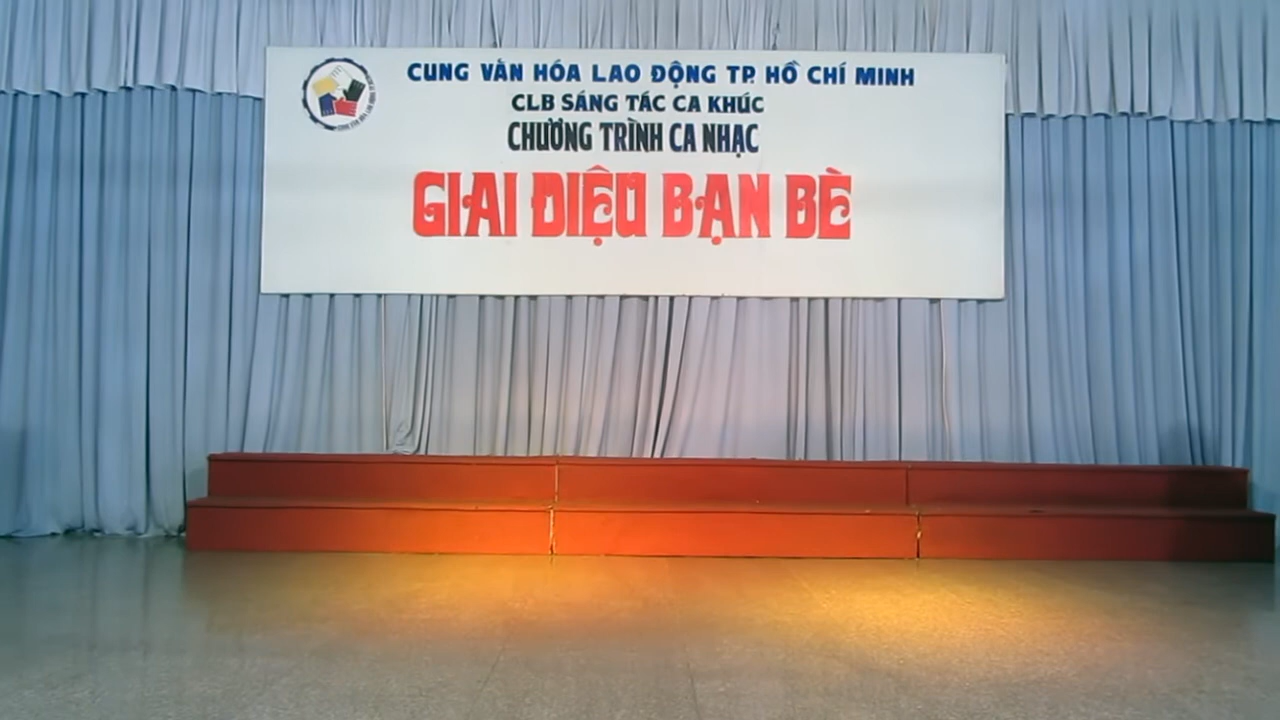 CUNG VĂN HÓA LAO ĐỘNG TP. HỒ CHÍ MINH
CLB SÁNG TÁC CA KHÚC
CHƯƠNG TRÌNH CA NHẠC
GIAI ĐIỆU BẠN BÈ